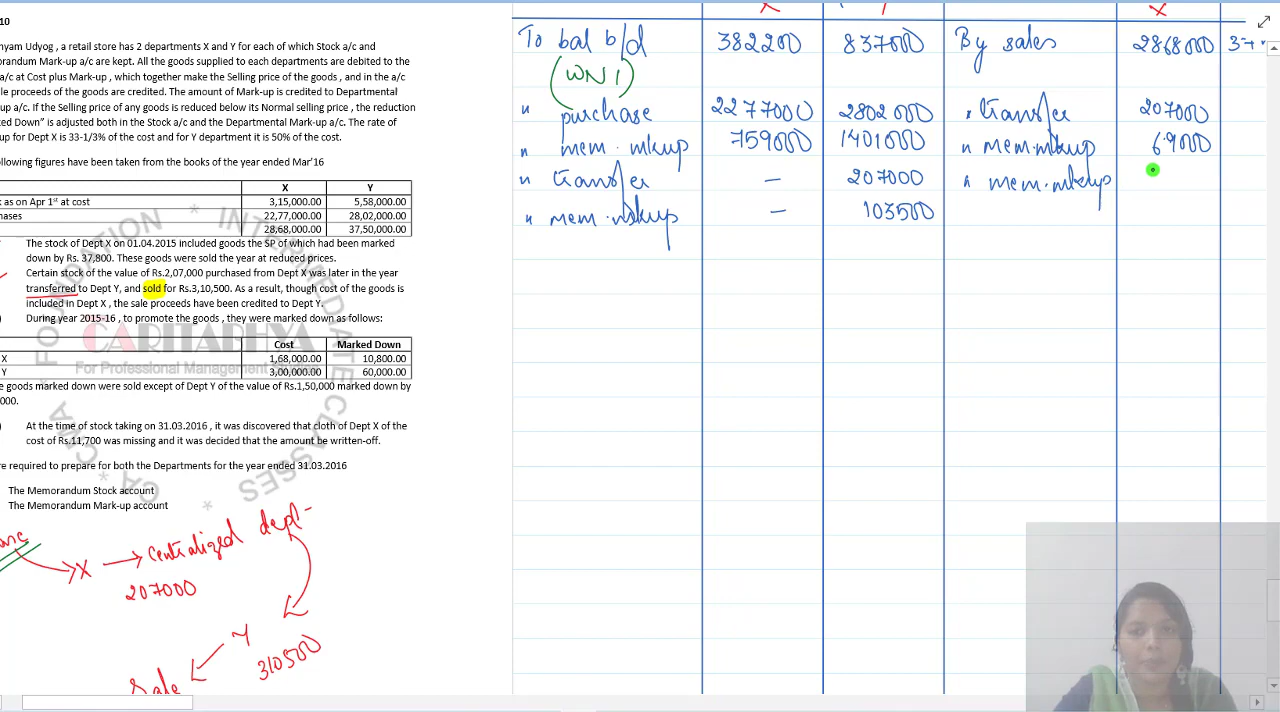 10
nyam Udyog , a retail store has 2 departments X and Y for each of which Stock a/c and
orandum Mark-up a/c are kept. All the goods supplied to each departments are debited to the
a/c at Cost plus Mark-up , which together make the Selling price of the goods, and in the a/c
le proceeds of the goods are credited. The amount of Mark-up is credited to Departmental
up a/c. If the Selling price of any goods is reduced below its Normal selling price , the reduction
ked Down" is adjusted both in the Stock a/c and the Departmental Mark-up a/c. The rate of
up for Dept X is 33-1/3% of the cost and for Y department it is 50% of the cost.
ollowing figures have been taken from the books of the year ended Mar'16
X Y
k as on Apr 1st at cost 3,15,000.00 5,58,000.00
hases 22,77,000.00 28,02,000.00
28,68,000.00 37,50,000.00
The stock of Dept X on 01.04.2015 included goods the SP of which had been marked
down by Rs. 37,800. These goods were sold the year at reduced prices.
Certain stock of the value of Rs.2,07,000 purchased from Dept X was later in the year
transferred to Dept Y, and sold for Rs.3,10,500. As a result, though cost of the goods is
included in Dept X , the sale proceeds have been credited to Dept Y.
During year 2015-16 , to promote the goods , they were marked down as follows:
Cost Marked Down
X 1,68,000.00 10,800.00
Y 3,00,000.00 60,000.00
e goods marked down were sold except of Dept Y of the value of Rs.1,50,000 marked down by
000.
At the time of stock taking on 31.03.2016 , it was discovered that cloth of Dept X of the
cost of Rs.11,700 was missing and it was decided that the amount be written-off.
re required to prepare for both the Departments for the year ended 31.03.2016
The Memorandum Stock account
The Memorandum Mark-up account
X → Centralized dept
207000
Y
310500
Sale
CARITABHYA
For Professional Management
* FOUNDATION * INTERMEDIATE CLASSES * CWA * CA
X Y X
To bal b/d 382200 837000 By sales 2868000
(WN 1)
" purchase 2277000 2802000 " transfer 207000
" mem. mkup 759000 1401000 " mem.mkup 69000
" transfer — 207000 " mem.mkup
" mem.mkup — 103500